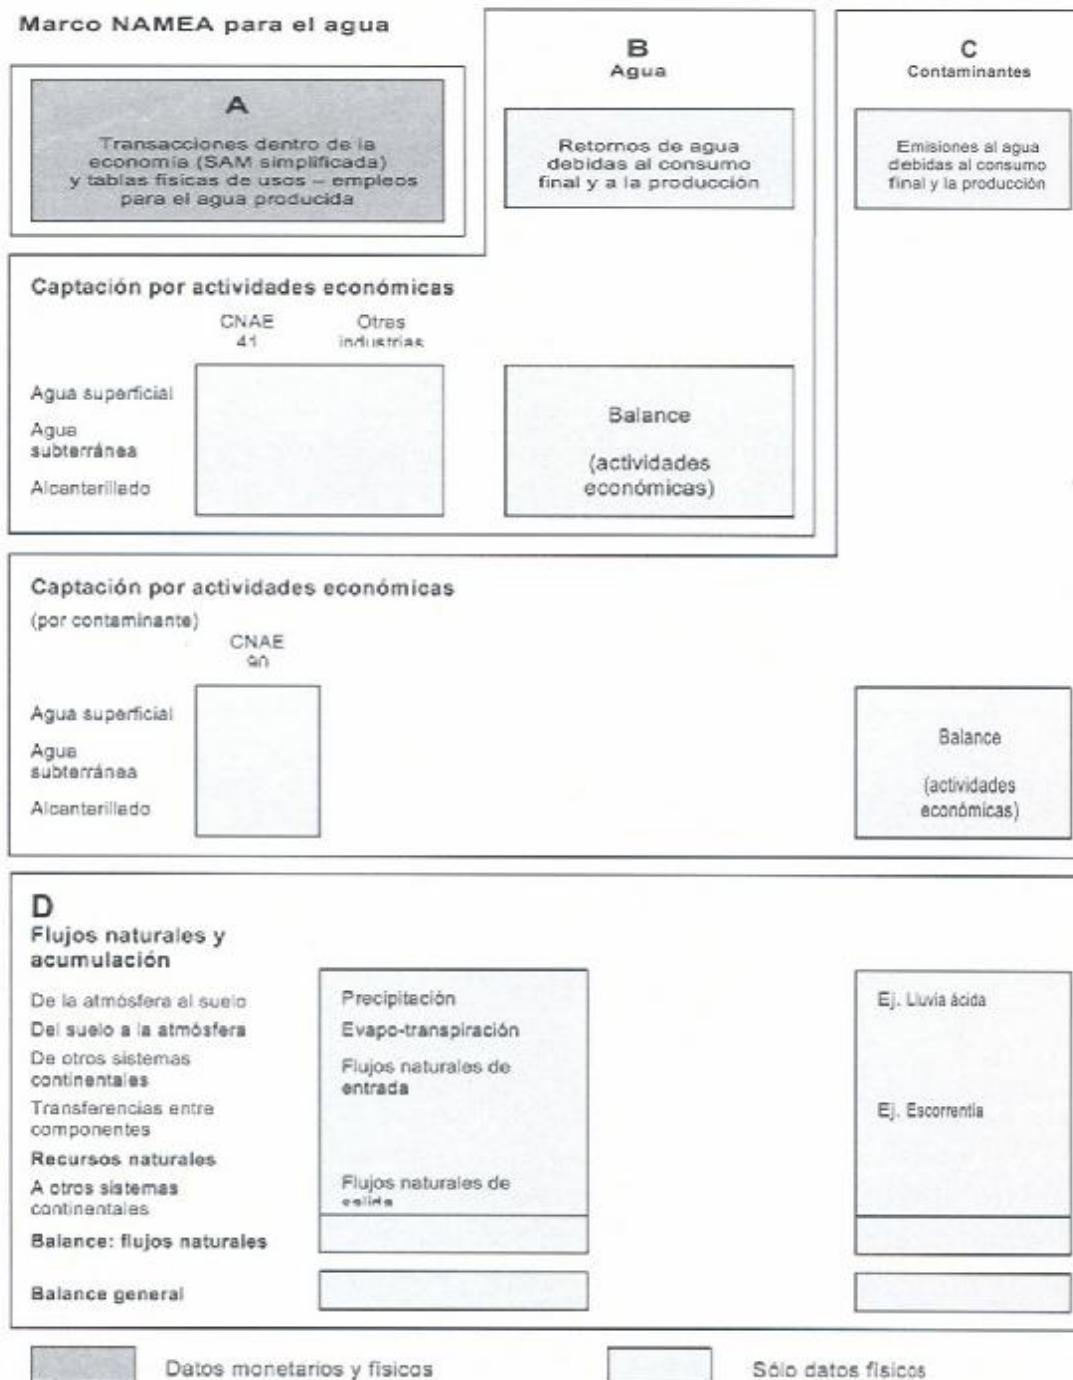 Marco NAMEA para el agua
A
Transacciones dentro de la
economía (SAM simplificada)
y tablas físicas de usos – empleos
para el agua producida
B
Agua
Retornos de agua
debidas al consumo
final y a la producción
C
Contaminantes
Emisiones al agua
debidas al consumo
final y la producción
Captación por actividades económicas
CNAE
41
Otras
industrias
Agua superficial
Agua
subterránea
Alcantarillado
Balance
(actividades
económicas)
Captación por actividades económicas
(por contaminante)
CNAE
90
Agua superficial
Agua
subterránea
Alcantarillado
Balance
(actividades
económicas)
D
Flujos naturales y
acumulación
De la atmósfera al suelo
Precipitación
Ej. Lluvia ácida
Del suelo a la atmósfera
Evapo-transpiración
De otros sistemas
continentales
Flujos naturales de
entrada
Transferencias entre
componentes
Ej. Escorrentía
Recursos naturales
A otros sistemas
continentales
Flujos naturales de
salida
Balance: flujos naturales
Balance general
Datos monetarios y físicos
Sólo datos físicos